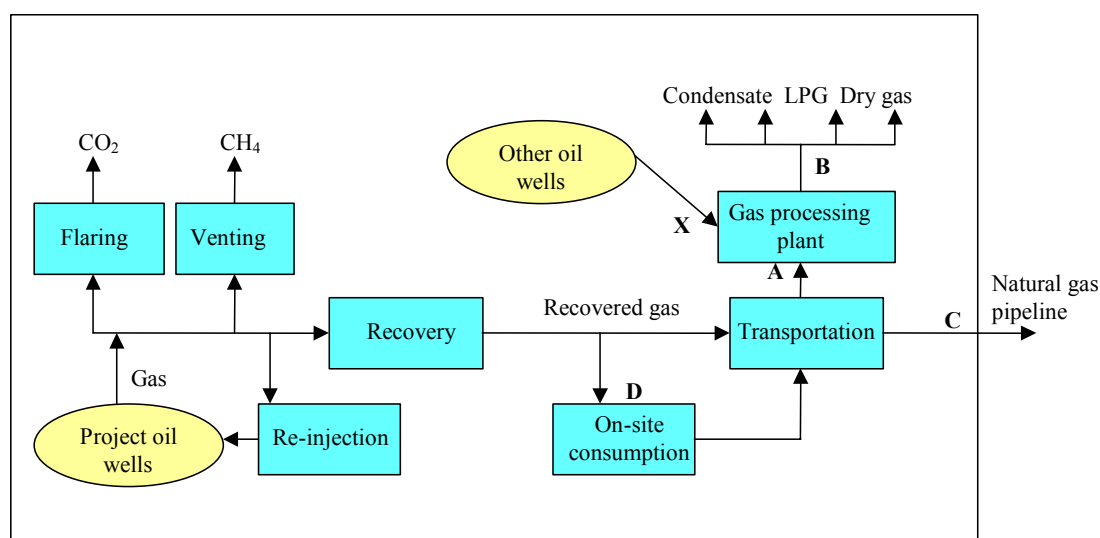 Condensate LPG Dry gas
CO₂
CH₄
Other oil
wells
B
Flaring
Venting
X
Gas processing
plant
A
Natural gas
pipeline
Recovered gas
Recovery
Transportation
C
Gas
D
Project oil
wells
Re-injection
On-site
consumption